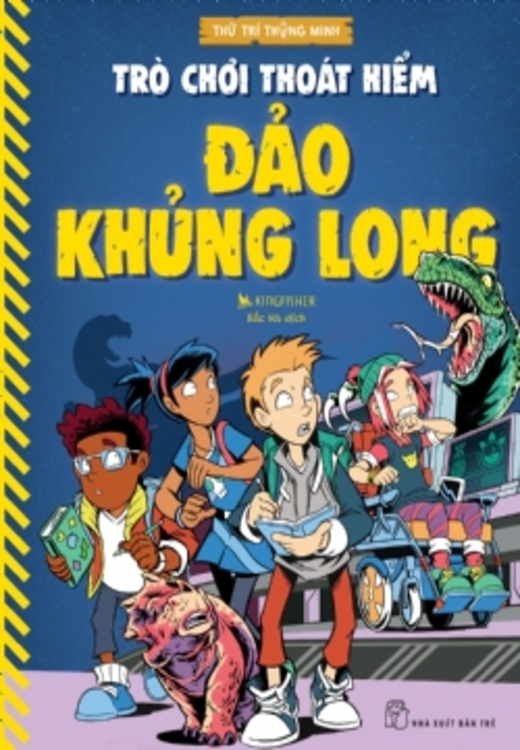 THỬ TRÍ THÔNG MINH
TRÒ CHƠI THOÁT HIỂM
ĐẢO
KHỦNG LONG
KINGFISHER
Bắc Hà dịch
NHÀ XUẤT BẢN TRẺ